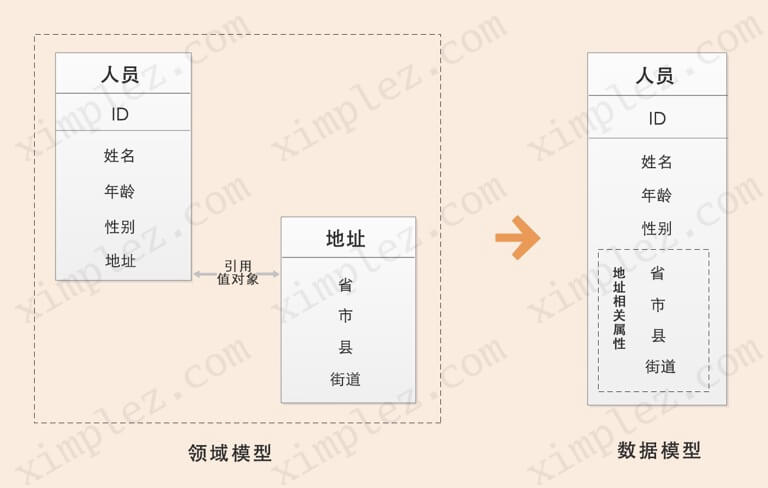 人员
ID
姓名
年龄
性别
地址
引用
值对象
地址
省
市
县
街道
领域模型
人员
ID
姓名
年龄
性别
地址相关属性
省
市
县
街道
数据模型
ximplez.com
ximplez.com
ximplez.com
ximplez.com
ximplez.com
ximplez.com
ximplez.com
ximplez.com
ximplez.com